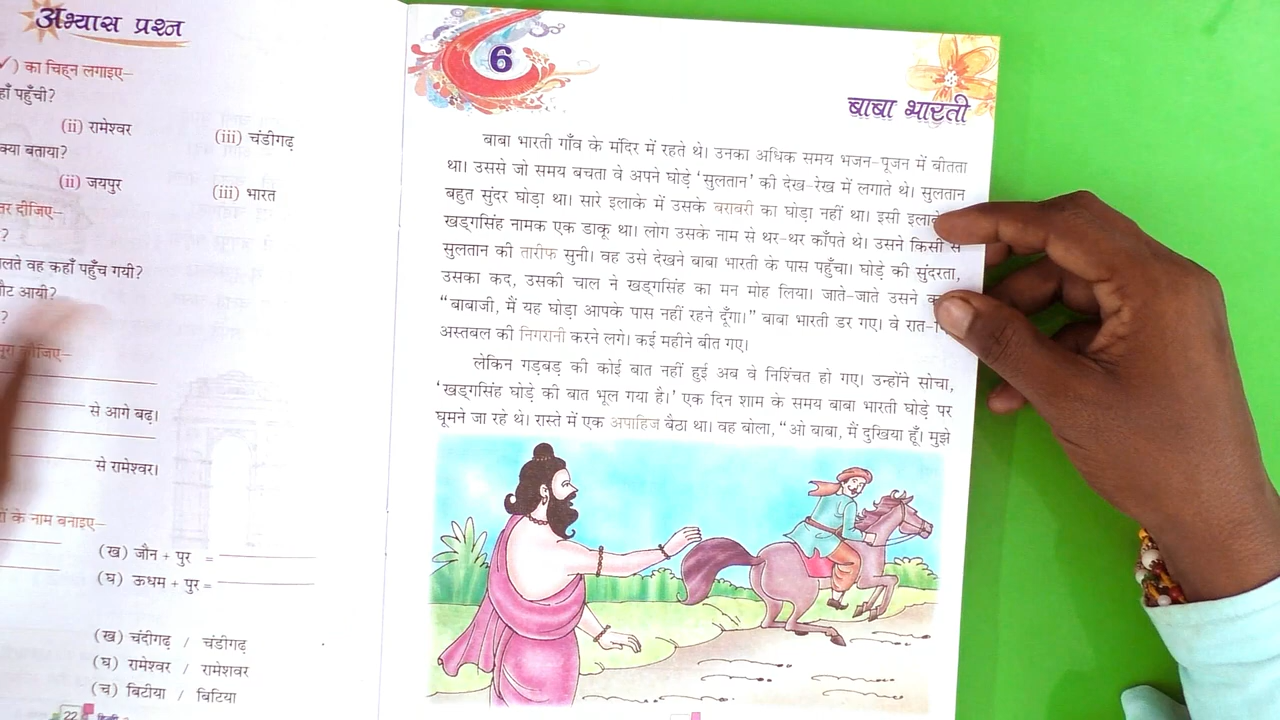 अभ्यास प्रश्न
) का चिह्न लगाइए–
पहुँची?
(ii) रामेश्वर (iii) चंडीगढ़
क्या बताया?
(ii) जयपुर (iii) भारत
दीजिए–
?
वह कहाँ पहुँच गयी?
आयी?
?
से आगे बढ़।
से रामेश्वर।
के नाम बनाइए–
(ख) जौन + पुर =
(घ) ऊधम + पुर =
(ख) चंदीगढ़ / चंडीगढ़
(घ) रामेश्वर / रामेशवर
(च) बिटीया / बिटिया
22
6
बाबा भारती
बाबा भारती गाँव के मंदिर में रहते थे। उनका अधिक समय भजन-पूजन में बीतता
था। उससे जो समय बचता वे अपने घोड़े 'सुलतान' की देख-रेख में लगाते थे। सुलतान
बहुत सुंदर घोड़ा था। सारे इलाके में उसके बराबरी का घोड़ा नहीं था। इसी
खड्गसिंह नामक एक डाकू था। लोग उसके नाम से थर-थर काँपते थे। उसने किसी से
सुलतान की तारीफ सुनी। वह उसे देखने बाबा भारती के पास पहुँचा। घोड़े की सुंदरता,
उसका कद, उसकी चाल ने खड्गसिंह का मन मोह लिया। जाते-जाते उसने
"बाबाजी, मैं यह घोड़ा आपके पास नहीं रहने दूँगा।" बाबा भारती डर गए। वे रात-
अस्तबल की निगरानी करने लगे। कई महीने बीत गए।
लेकिन गड़बड़ की कोई बात नहीं हुई अब वे निश्चिंत हो गए। उन्होंने सोचा,
'खड्गसिंह घोड़े की बात भूल गया है।' एक दिन शाम के समय बाबा भारती घोड़े पर
घूमने जा रहे थे। रास्ते में एक अपाहिज बैठा था। वह बोला, "ओ बाबा, मैं दुखिया हूँ। मुझे